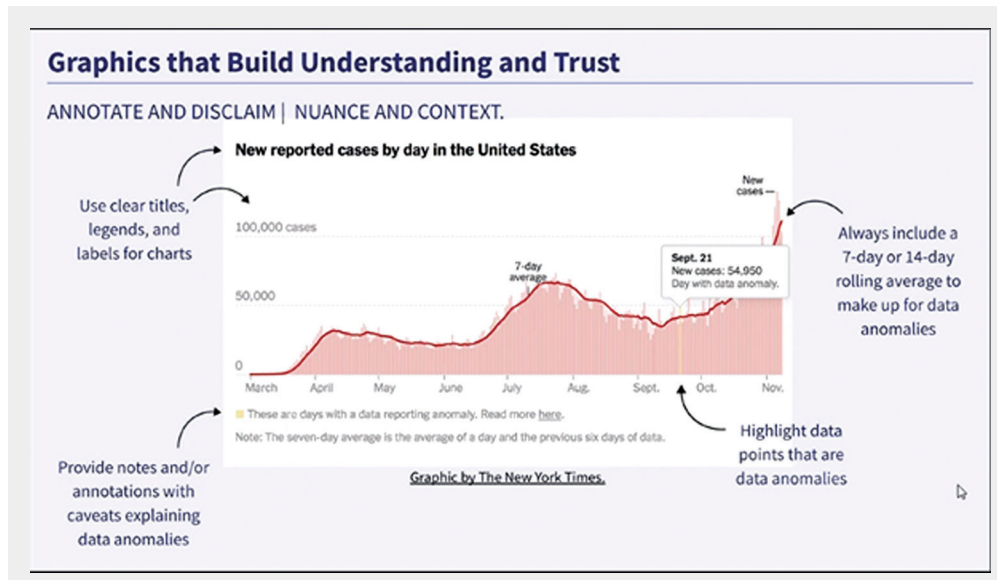 Graphics that Build Understanding and Trust
ANNOTATE AND DISCLAIM | NUANCE AND CONTEXT.
New reported cases by day in the United States
Use clear titles,
legends, and
labels for charts
New
cases
100,000 cases
Always include a
7-day or 14-day
rolling average to
make up for data
anomalies
7-day
average
Sept. 21
New cases: 54,950
Day with data anomaly.
50,000
0
March April May June July Aug. Sept. Oct. Nov.
These are days with a data reporting anomaly. Read more here.
Note: The seven-day average is the average of a day and the previous six days of data.
Provide notes and/or
annotations with
caveats explaining
data anomalies
Highlight data
points that are
data anomalies
Graphic by The New York Times.